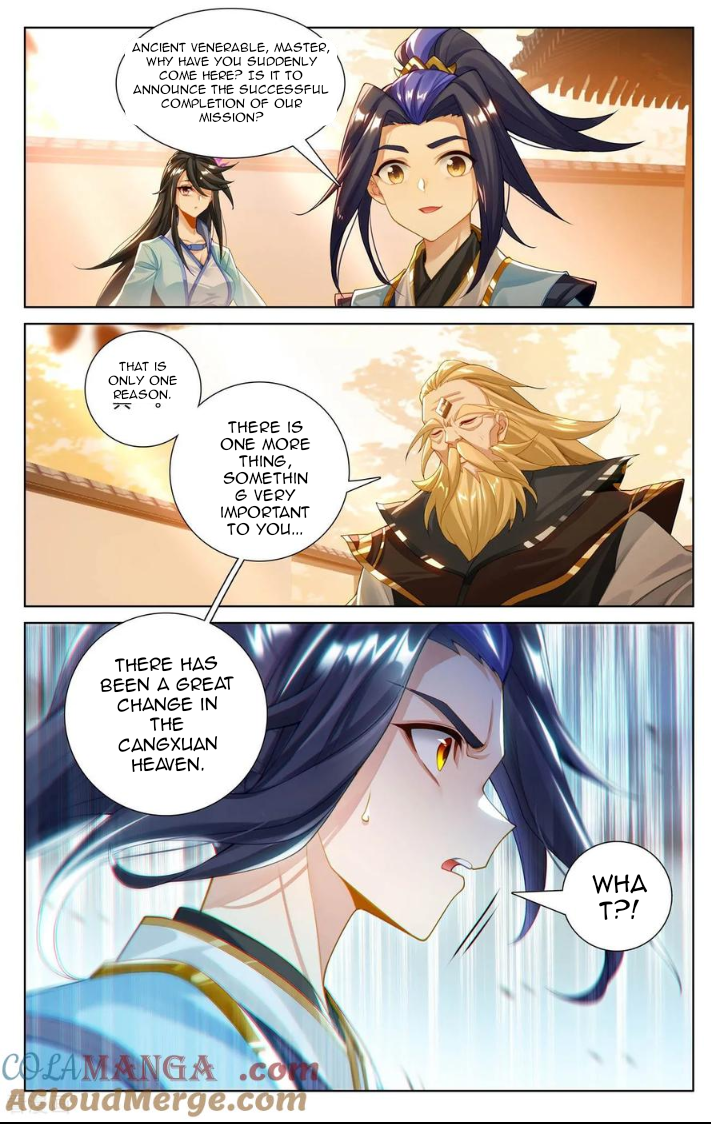 ANCIENT VENERABLE, MASTER,
WHY HAVE YOU SUDDENLY
COME HERE? IS IT TO
ANNOUNCE THE SUCCESSFUL
COMPLETION OF OUR
MISSION?
THAT IS
ONLY ONE
REASON.
THERE IS
ONE MORE
THING,
SOMETHIN
G VERY
IMPORTANT
TO YOU...
THERE HAS
BEEN A GREAT
CHANGE IN
THE
CANGXUAN
HEAVEN.
WHA
T?!
COLAMANGA.com
ACloudMerge.com